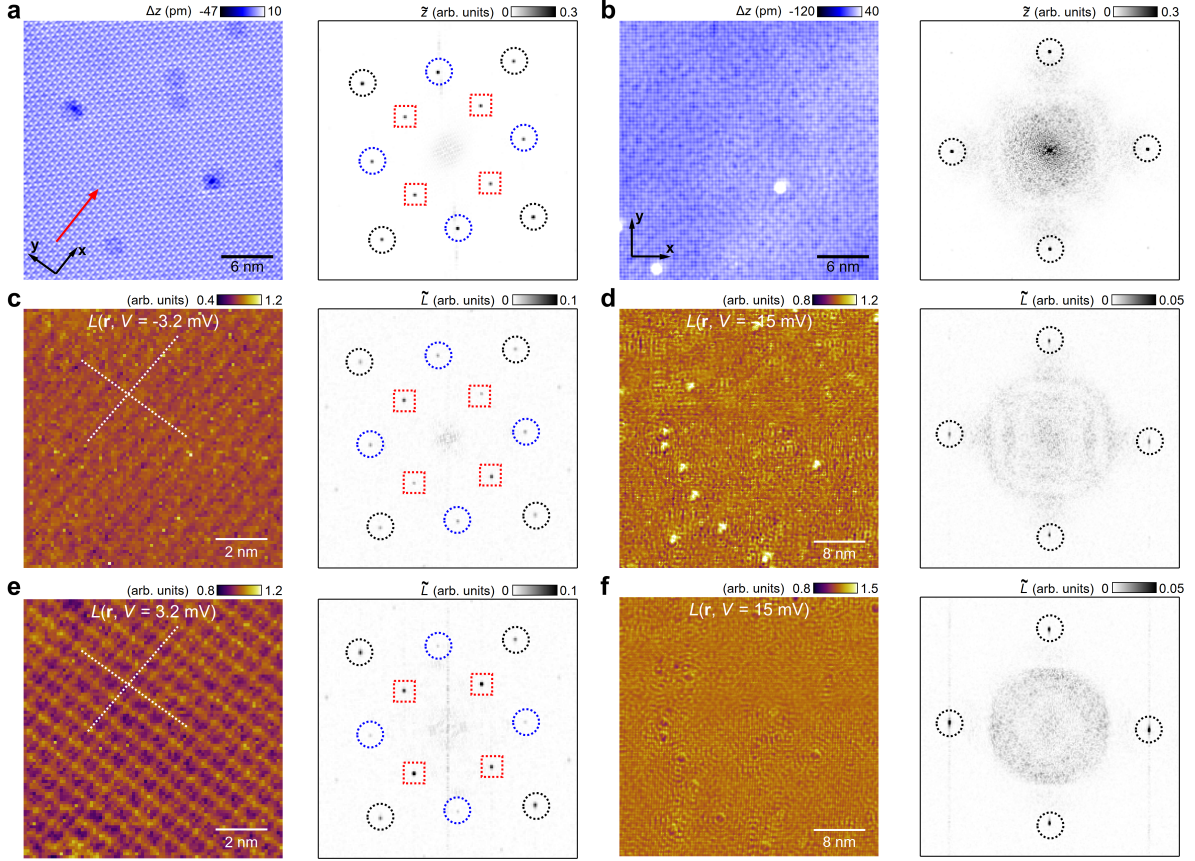 a
Δz (pm) -47 10
z̃ (arb. units) 0 0.3
y
x
6 nm
b
Δz (pm) -120 40
z̃ (arb. units) 0 0.3
y
x
6 nm
c
(arb. units) 0.4 1.2
L(r, V = -3.2 mV)
2 nm
L̃ (arb. units) 0 0.1
d
(arb. units) 0.8 1.2
L(r, V = -15 mV)
8 nm
L̃ (arb. units) 0 0.05
e
(arb. units) 0.8 1.2
L(r, V = 3.2 mV)
2 nm
L̃ (arb. units) 0 0.1
f
(arb. units) 0.8 1.5
L(r, V = 15 mV)
8 nm
L̃ (arb. units) 0 0.05